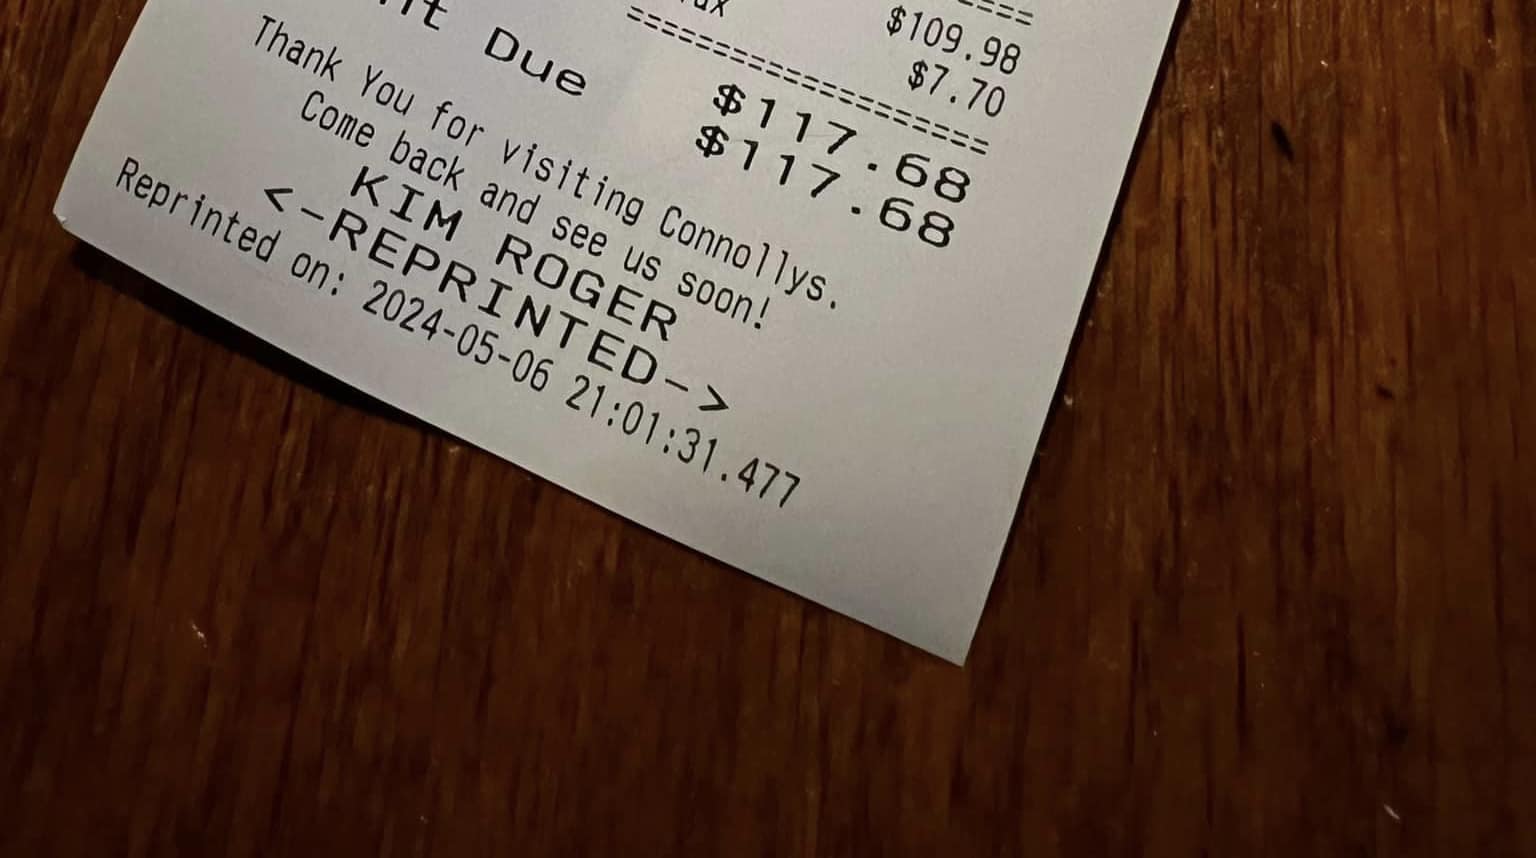 $109.98
$7.70
=====================
$117.68
Due $117.68
Thank You for visiting Connollys.
Come back and see us soon!
KIM ROGER
<-REPRINTED->
Reprinted on: 2024-05-06 21:01:31.477